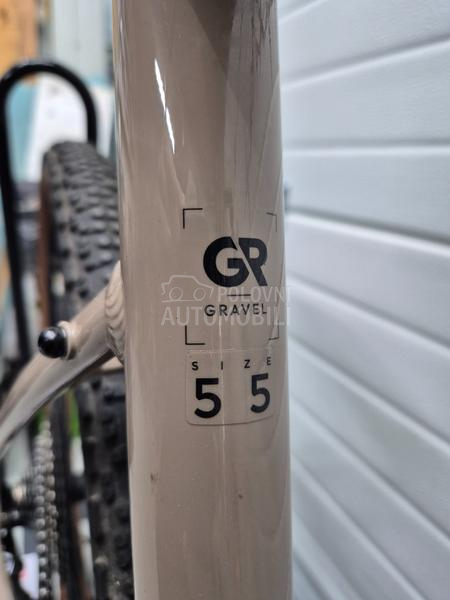 GR
GRAVEL
POLOVNI
AUTOMOBILI
SIZE
55